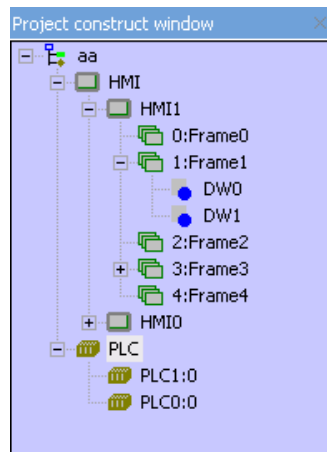 Project construct window
aa
HMI
HMI1
0:Frame0
1:Frame1
DW0
DW1
2:Frame2
3:Frame3
4:Frame4
HMI0
PLC
PLC1:0
PLC0:0